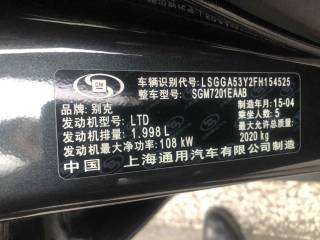 车辆识别代号: LSGGA53Y2FH154525
整车型号: SGM7201EAAB
品牌: 别克
制造年月: 15-04
发动机型号: LTD
乘坐人数: 5
发动机排量: 1.998 L
最大允许总质量:
发动机最大净功率: 108 kW
2020 kg
中国 上海通用汽车有限公司制造